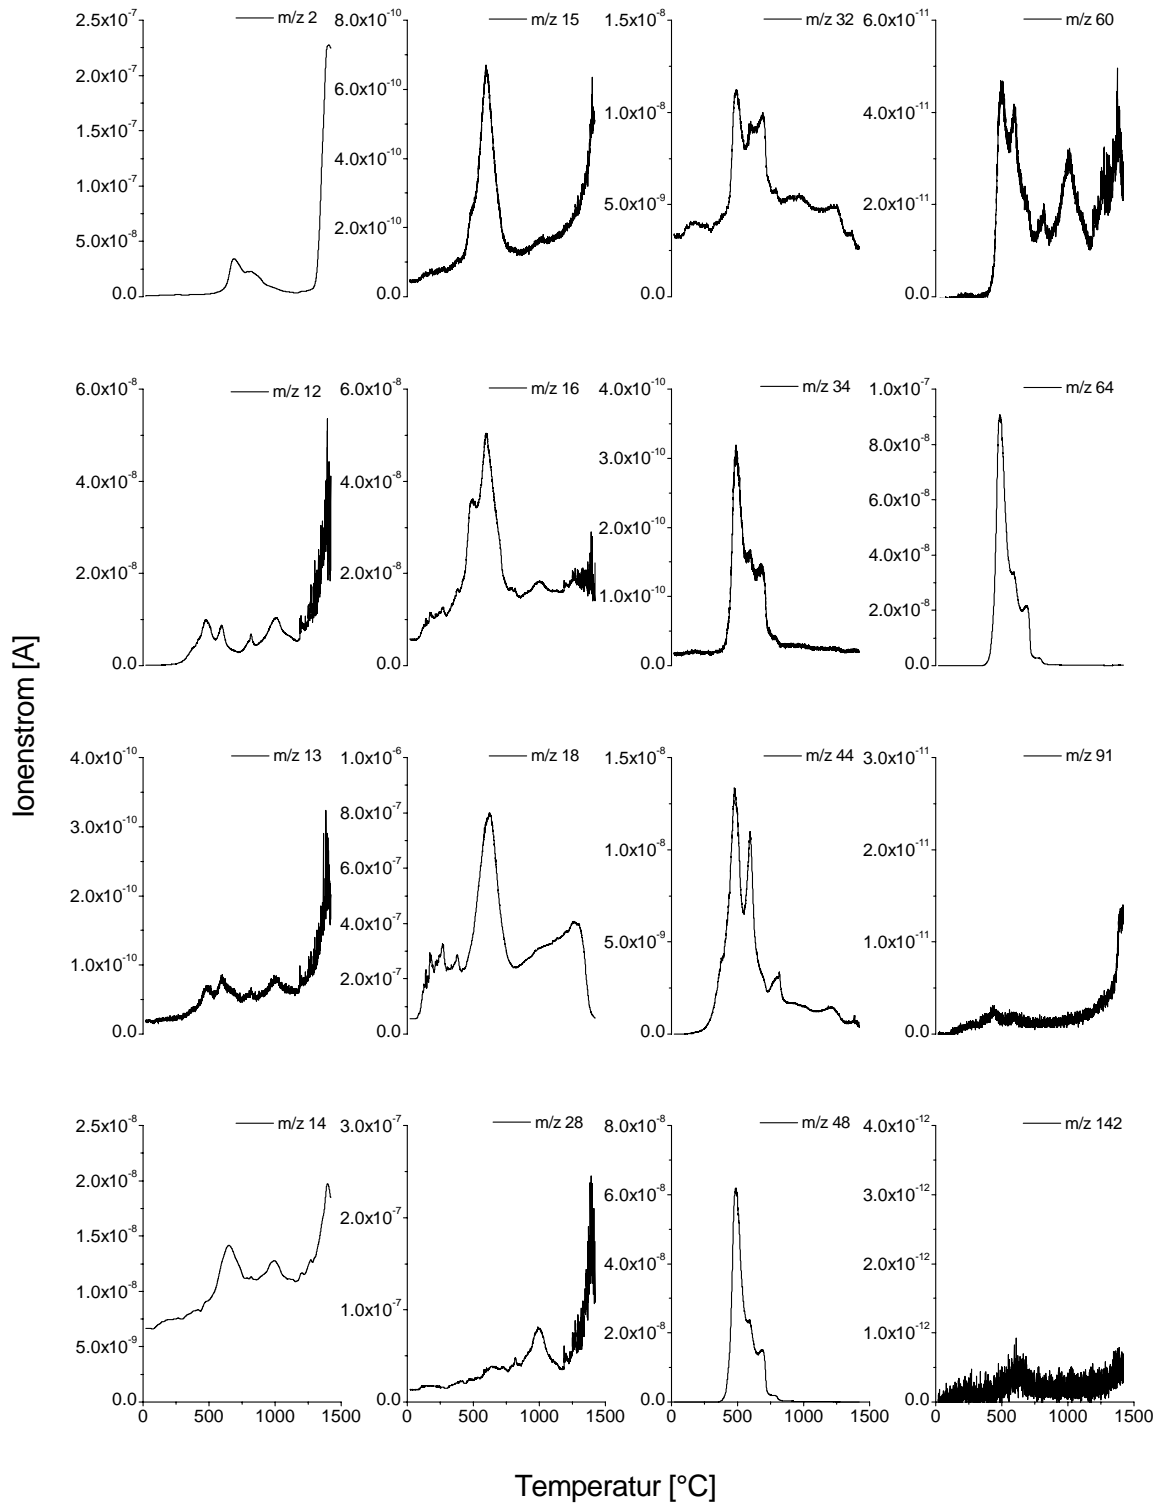 2.5x10⁻⁷
2.0x10⁻⁷
1.5x10⁻⁷
1.0x10⁻⁷
5.0x10⁻⁸
0.0
m/z 2
8.0x10⁻¹⁰
6.0x10⁻¹⁰
4.0x10⁻¹⁰
2.0x10⁻¹⁰
0.0
m/z 15
1.5x10⁻⁸
1.0x10⁻⁸
5.0x10⁻⁹
0.0
m/z 32
6.0x10⁻¹¹
4.0x10⁻¹¹
2.0x10⁻¹¹
0.0
m/z 60
6.0x10⁻⁸
4.0x10⁻⁸
2.0x10⁻⁸
0.0
m/z 12
6.0x10⁻⁸
4.0x10⁻⁸
2.0x10⁻⁸
0.0
m/z 16
4.0x10⁻¹⁰
3.0x10⁻¹⁰
2.0x10⁻¹⁰
1.0x10⁻¹⁰
0.0
m/z 34
1.0x10⁻⁷
8.0x10⁻⁸
6.0x10⁻⁸
4.0x10⁻⁸
2.0x10⁻⁸
0.0
m/z 64
Ionenstrom [A]
4.0x10⁻¹⁰
3.0x10⁻¹⁰
2.0x10⁻¹⁰
1.0x10⁻¹⁰
0.0
m/z 13
1.0x10⁻⁶
8.0x10⁻⁷
6.0x10⁻⁷
4.0x10⁻⁷
2.0x10⁻⁷
0.0
m/z 18
1.5x10⁻⁸
1.0x10⁻⁸
5.0x10⁻⁹
0.0
m/z 44
3.0x10⁻¹¹
2.0x10⁻¹¹
1.0x10⁻¹¹
0.0
m/z 91
2.5x10⁻⁸
2.0x10⁻⁸
1.5x10⁻⁸
1.0x10⁻⁸
5.0x10⁻⁹
0.0
m/z 14
0 500 1000 1500
3.0x10⁻⁷
2.0x10⁻⁷
1.0x10⁻⁷
0.0
m/z 28
0 500 1000 1500
8.0x10⁻⁸
6.0x10⁻⁸
4.0x10⁻⁸
2.0x10⁻⁸
0.0
m/z 48
0 500 1000 1500
4.0x10⁻¹²
3.0x10⁻¹²
2.0x10⁻¹²
1.0x10⁻¹²
0.0
m/z 142
0 500 1000 1500
Temperatur [°C]